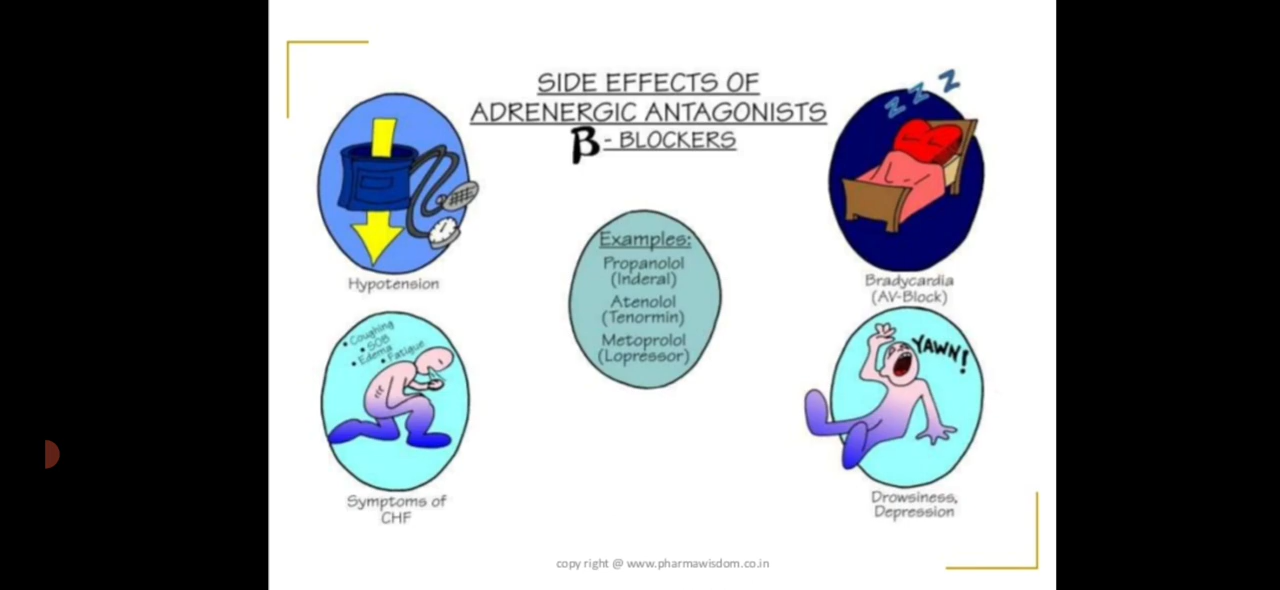 SIDE EFFECTS OF
ADRENERGIC ANTAGONISTS
β - BLOCKERS
Hypotension
Z Z Z
Bradycardia
(AV-Block)
Examples:
Propanolol
(Inderal)
Atenolol
(Tenormin)
Metoprolol
(Lopressor)
• Coughing
• SOB
• Edema
• Fatigue
Symptoms of
CHF
YAWN!
Drowsiness,
Depression
copy right @ www.pharmawisdom.co.in